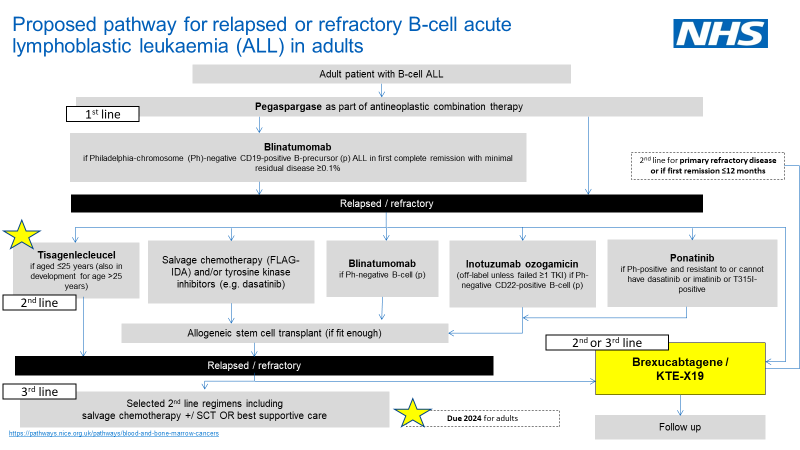 Proposed pathway for relapsed or refractory B-cell acute
lymphoblastic leukaemia (ALL) in adults
NHS
Adult patient with B-cell ALL
Pegaspargase as part of antineoplastic combination therapy
1st line
Blinatumomab
if Philadelphia-chromosome (Ph)-negative CD19-positive B-precursor (p) ALL in first complete remission with minimal
residual disease ≥0.1%
2nd line for primary refractory disease
or if first remission ≤12 months
Relapsed / refractory
Tisagenlecleucel
if aged ≤25 years (also in
development for age >25
years)
2nd line
Salvage chemotherapy (FLAG-
IDA) and/or tyrosine kinase
inhibitors (e.g. dasatinib)
Blinatumomab
if Ph-negative B-cell (p)
Inotuzumab ozogamicin
(off-label unless failed ≥1 TKI) if Ph-
negative CD22-positive B-cell (p)
Ponatinib
if Ph-positive and resistant to or cannot
have dasatinib or imatinib or T315I-
positive
Allogeneic stem cell transplant (if fit enough)
2nd or 3rd line
Brexucabtagene /
KTE-X19
Relapsed / refractory
3rd line
Selected 2nd line regimens including
salvage chemotherapy +/ SCT OR best supportive care
Due 2024 for adults
Follow up
https://pathways.nice.org.uk/pathways/blood-and-bone-marrow-cancers